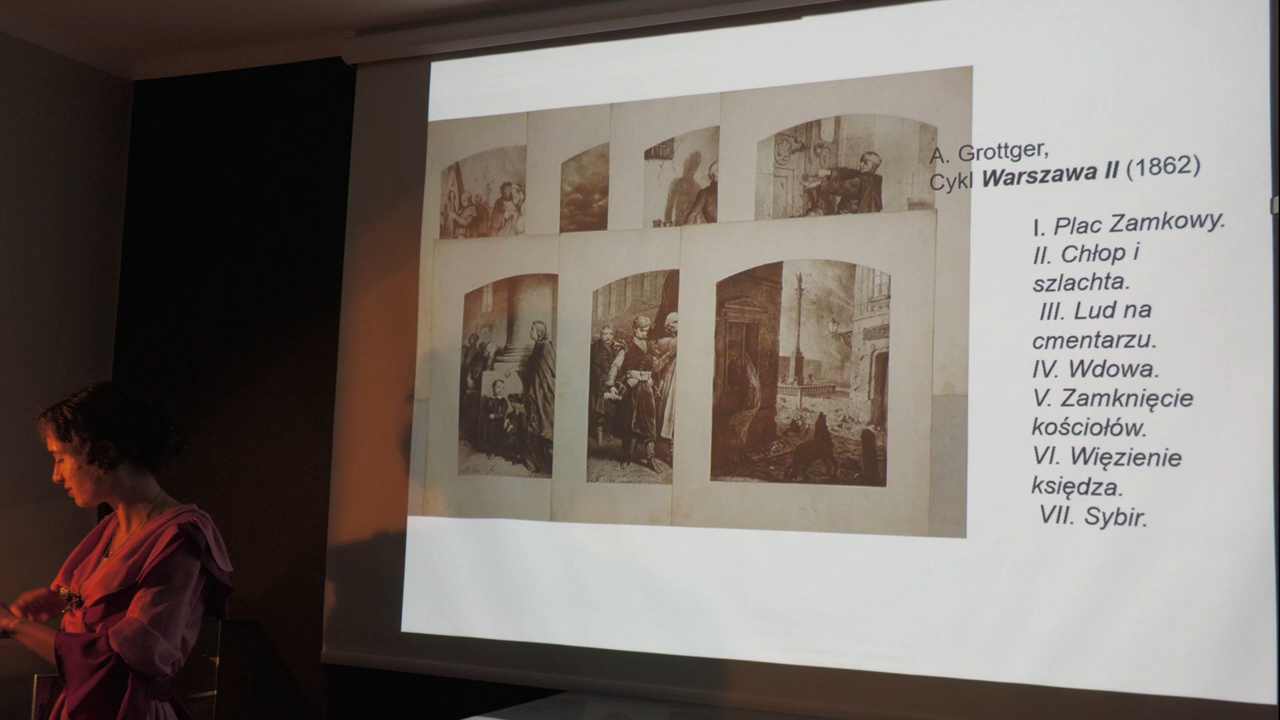 A. Grottger,
Cykl Warszawa II (1862)
I. Plac Zamkowy.
II. Chłop i
szlachta.
III. Lud na
cmentarzu.
IV. Wdowa.
V. Zamknięcie
kościołów.
VI. Więzienie
księdza.
VII. Sybir.